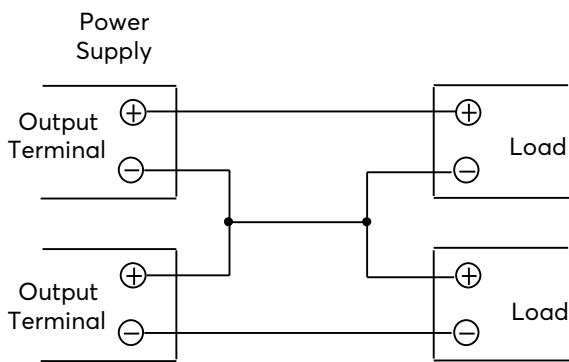 Power
Supply
+
+
Output
Terminal
Load
−
−
+
+
Output
Terminal
Load
−
−